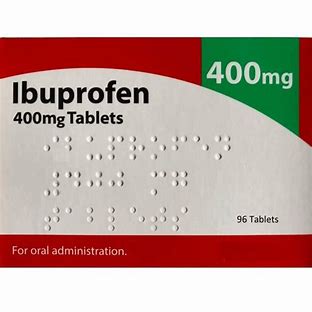 400mg
Ibuprofen
400mg Tablets
96 Tablets
For oral administration.